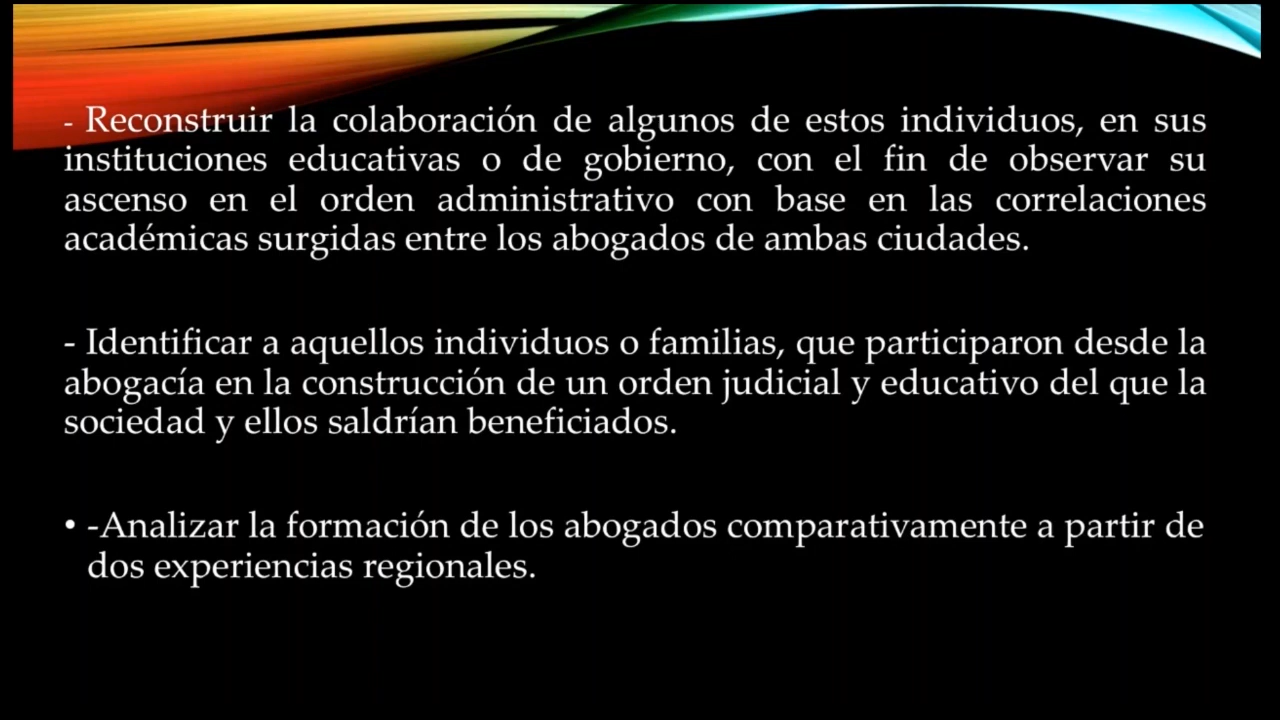 - Reconstruir la colaboración de algunos de estos individuos, en sus
instituciones educativas o de gobierno, con el fin de observar su
ascenso en el orden administrativo con base en las correlaciones
académicas surgidas entre los abogados de ambas ciudades.
- Identificar a aquellos individuos o familias, que participaron desde la
abogacía en la construcción de un orden judicial y educativo del que la
sociedad y ellos saldrían beneficiados.
• -Analizar la formación de los abogados comparativamente a partir de
dos experiencias regionales.